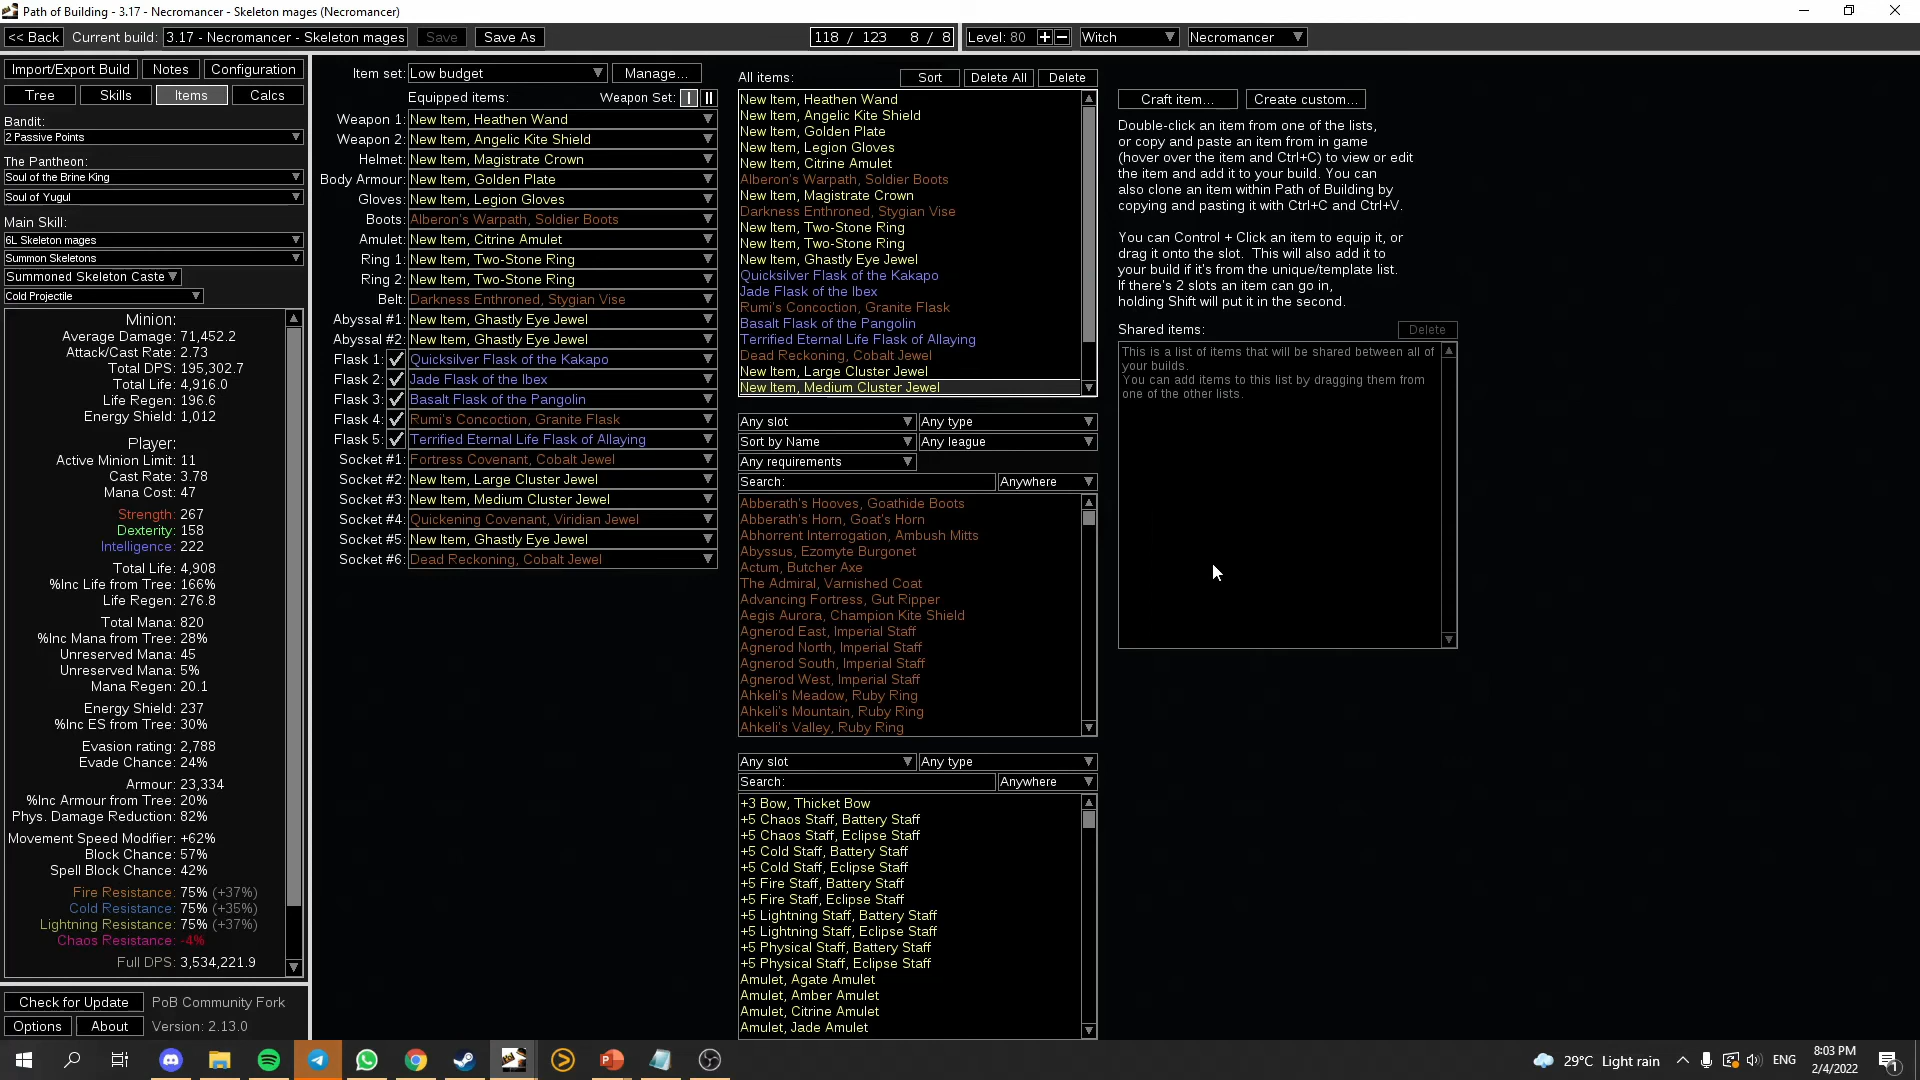 Path of Building - 3.17 - Necromancer - Skeleton mages (Necromancer)
<< Back Current build: 3.17 - Necromancer - Skeleton mages Save Save As 118 / 123 8 / 8 Level: 80 Witch Necromancer
Import/Export Build Notes Configuration
Tree Skills Items Calcs
Bandit:
2 Passive Points
The Pantheon:
Soul of the Brine King
Soul of Yugul
Main Skill:
6L Skeleton mages
Summon Skeletons
Summoned Skeleton Caste
Cold Projectile
Minion:
Average Damage: 71,452.2
Attack/Cast Rate: 2.73
Total DPS: 195,302.7
Total Life: 4,916.0
Life Regen: 196.6
Energy Shield: 1,012
Player:
Active Minion Limit: 11
Cast Rate: 3.78
Mana Cost: 47
Strength: 267
Dexterity: 158
Intelligence: 222
Total Life: 4,908
%Inc Life from Tree: 166%
Life Regen: 276.8
Total Mana: 820
%Inc Mana from Tree: 28%
Unreserved Mana: 45
Unreserved Mana: 5%
Mana Regen: 20.1
Energy Shield: 237
%Inc ES from Tree: 30%
Evasion rating: 2,788
Evade Chance: 24%
Armour: 23,334
%Inc Armour from Tree: 20%
Phys. Damage Reduction: 82%
Movement Speed Modifier: +62%
Block Chance: 57%
Spell Block Chance: 42%
Fire Resistance: 75% (+37%)
Cold Resistance: 75% (+35%)
Lightning Resistance: 75% (+37%)
Chaos Resistance: -4%
Full DPS: 3,534,221.9
Check for Update PoB Community Fork
Options About Version: 2.13.0
Item set: Low budget Manage...
Equipped items: Weapon Set: I II
Weapon 1: New Item, Heathen Wand
Weapon 2: New Item, Angelic Kite Shield
Helmet: New Item, Magistrate Crown
Body Armour: New Item, Golden Plate
Gloves: New Item, Legion Gloves
Boots: Alberon's Warpath, Soldier Boots
Amulet: New Item, Citrine Amulet
Ring 1: New Item, Two-Stone Ring
Ring 2: New Item, Two-Stone Ring
Belt: Darkness Enthroned, Stygian Vise
Abyssal #1: New Item, Ghastly Eye Jewel
Abyssal #2: New Item, Ghastly Eye Jewel
Flask 1: Quicksilver Flask of the Kakapo
Flask 2: Jade Flask of the Ibex
Flask 3: Basalt Flask of the Pangolin
Flask 4: Rumi's Concoction, Granite Flask
Flask 5: Terrified Eternal Life Flask of Allaying
Socket #1: Fortress Covenant, Cobalt Jewel
Socket #2: New Item, Large Cluster Jewel
Socket #3: New Item, Medium Cluster Jewel
Socket #4: Quickening Covenant, Viridian Jewel
Socket #5: New Item, Ghastly Eye Jewel
Socket #6: Dead Reckoning, Cobalt Jewel
All items: Sort Delete All Delete
New Item, Heathen Wand
New Item, Angelic Kite Shield
New Item, Golden Plate
New Item, Legion Gloves
New Item, Citrine Amulet
Alberon's Warpath, Soldier Boots
New Item, Magistrate Crown
Darkness Enthroned, Stygian Vise
New Item, Two-Stone Ring
New Item, Two-Stone Ring
New Item, Ghastly Eye Jewel
Quicksilver Flask of the Kakapo
Jade Flask of the Ibex
Rumi's Concoction, Granite Flask
Basalt Flask of the Pangolin
Terrified Eternal Life Flask of Allaying
Dead Reckoning, Cobalt Jewel
New Item, Large Cluster Jewel
New Item, Medium Cluster Jewel
Any slot Any type
Sort by Name Any league
Any requirements
Search: Anywhere
Abberath's Hooves, Goathide Boots
Abberath's Horn, Goat's Horn
Abhorrent Interrogation, Ambush Mitts
Abyssus, Ezomyte Burgonet
Actum, Butcher Axe
The Admiral, Varnished Coat
Advancing Fortress, Gut Ripper
Aegis Aurora, Champion Kite Shield
Agnerod East, Imperial Staff
Agnerod North, Imperial Staff
Agnerod South, Imperial Staff
Agnerod West, Imperial Staff
Ahkeli's Meadow, Ruby Ring
Ahkeli's Mountain, Ruby Ring
Ahkeli's Valley, Ruby Ring
Any slot Any type
Search: Anywhere
+3 Bow, Thicket Bow
+5 Chaos Staff, Battery Staff
+5 Chaos Staff, Eclipse Staff
+5 Cold Staff, Battery Staff
+5 Cold Staff, Eclipse Staff
+5 Fire Staff, Battery Staff
+5 Fire Staff, Eclipse Staff
+5 Lightning Staff, Battery Staff
+5 Lightning Staff, Eclipse Staff
+5 Physical Staff, Battery Staff
+5 Physical Staff, Eclipse Staff
Amulet, Agate Amulet
Amulet, Amber Amulet
Amulet, Citrine Amulet
Amulet, Jade Amulet
Craft item... Create custom...
Double-click an item from one of the lists,
or copy and paste an item from in game
(hover over the item and Ctrl+C) to view or edit
the item and add it to your build. You can
also clone an item within Path of Building by
copying and pasting it with Ctrl+C and Ctrl+V.
You can Control + Click an item to equip it, or
drag it onto the slot. This will also add it to
your build if it's from the unique/template list.
If there's 2 slots an item can go in,
holding Shift will put it in the second.
Shared items: Delete
This is a list of items that will be shared between all of
your builds.
You can add items to this list by dragging them from
one of the other lists.
29°C Light rain ENG 8:03 PM
2/4/2022
1